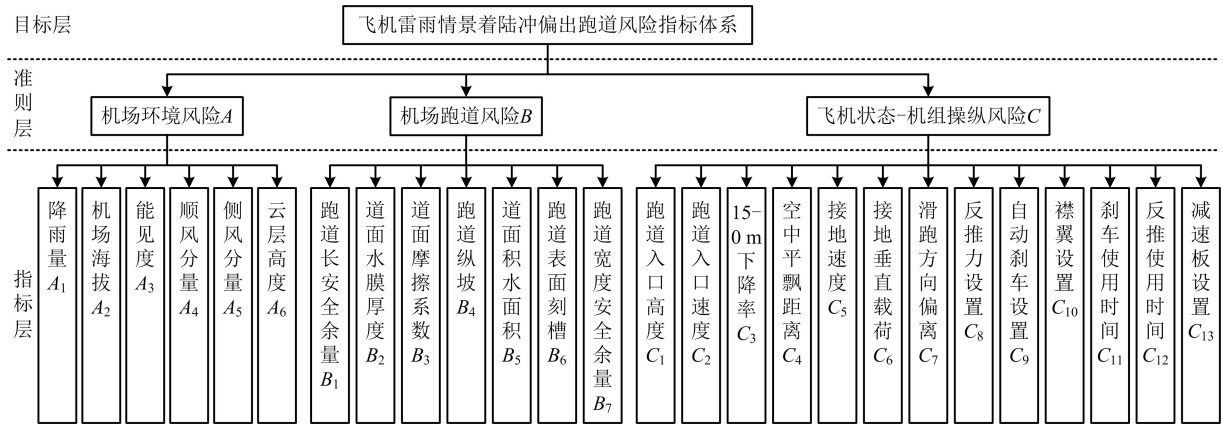 目标层
飞机雷雨情景着陆冲偏出跑道风险指标体系
准则层
机场环境风险A
机场跑道风险B
飞机状态-机组操纵风险C
指标层
降雨量A₁
机场海拔A₂
能见度A₃
顺风分量A₄
侧风分量A₅
云层高度A₆
跑道长安全余量B₁
道面水膜厚度B₂
道面摩擦系数B₃
跑道纵坡B₄
道面积水面积B₅
跑道表面刻槽B₆
跑道宽度安全余量B₇
跑道入口高度C₁
跑道入口速度C₂
15-0 m下降率C₃
空中平飘距离C₄
接地速度C₅
接地垂直载荷C₆
滑跑方向偏离C₇
反推力设置C₈
自动刹车设置C₉
襟翼设置C₁₀
刹车使用时间C₁₁
反推使用时间C₁₂
减速板设置C₁₃